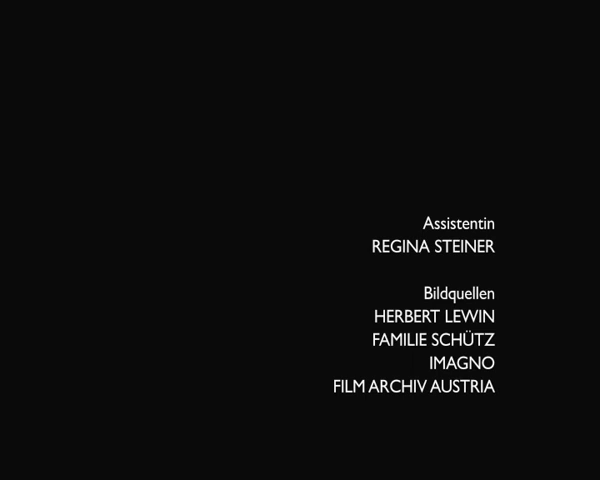 Assistentin
REGINA STEINER
Bildquellen
HERBERT LEWIN
FAMILIE SCHÜTZ
IMAGNO
FILM ARCHIV AUSTRIA